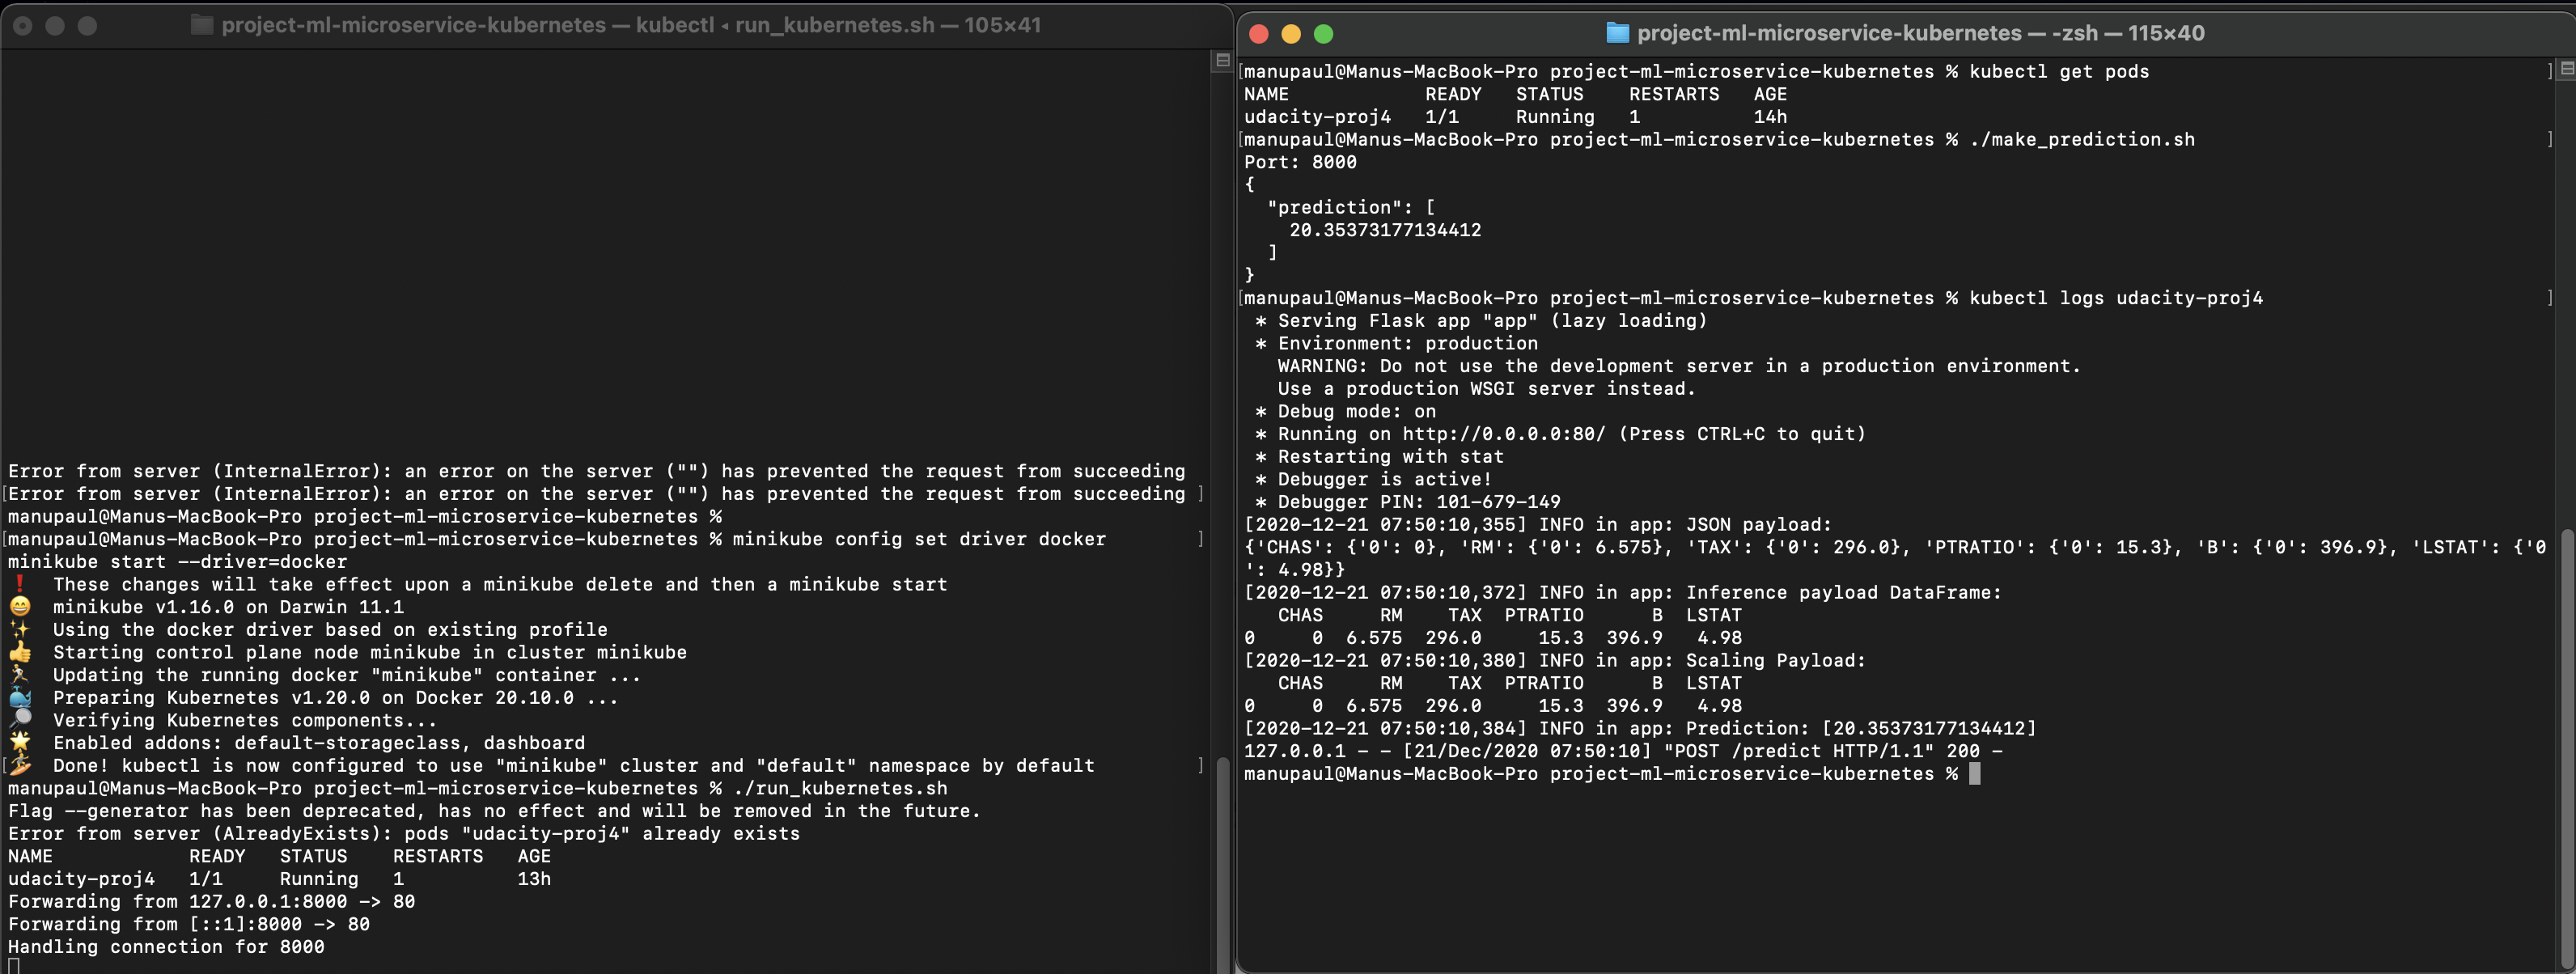 project-ml-microservice-kubernetes — kubectl ◂ run_kubernetes.sh — 105×41
Error from server (InternalError): an error on the server ("") has prevented the request from succeeding
[Error from server (InternalError): an error on the server ("") has prevented the request from succeeding ]
manupaul@Manus-MacBook-Pro project-ml-microservice-kubernetes %
[manupaul@Manus-MacBook-Pro project-ml-microservice-kubernetes % minikube config set driver docker ]
minikube start --driver=docker
❗  These changes will take effect upon a minikube delete and then a minikube start
😄  minikube v1.16.0 on Darwin 11.1
✨  Using the docker driver based on existing profile
👍  Starting control plane node minikube in cluster minikube
🏃  Updating the running docker "minikube" container ...
🐳  Preparing Kubernetes v1.20.0 on Docker 20.10.0 ...
🔎  Verifying Kubernetes components...
🌟  Enabled addons: default-storageclass, dashboard
[🏄  Done! kubectl is now configured to use "minikube" cluster and "default" namespace by default ]
manupaul@Manus-MacBook-Pro project-ml-microservice-kubernetes % ./run_kubernetes.sh
Flag --generator has been deprecated, has no effect and will be removed in the future.
Error from server (AlreadyExists): pods "udacity-proj4" already exists
NAME            READY   STATUS    RESTARTS   AGE
udacity-proj4   1/1     Running   1          13h
Forwarding from 127.0.0.1:8000 -> 80
Forwarding from [::1]:8000 -> 80
Handling connection for 8000
project-ml-microservice-kubernetes — -zsh — 115×40
[manupaul@Manus-MacBook-Pro project-ml-microservice-kubernetes % kubectl get pods ]
NAME            READY   STATUS    RESTARTS   AGE
udacity-proj4   1/1     Running   1          14h
[manupaul@Manus-MacBook-Pro project-ml-microservice-kubernetes % ./make_prediction.sh ]
Port: 8000
{
  "prediction": [
    20.35373177134412
  ]
}
[manupaul@Manus-MacBook-Pro project-ml-microservice-kubernetes % kubectl logs udacity-proj4 ]
 * Serving Flask app "app" (lazy loading)
 * Environment: production
   WARNING: Do not use the development server in a production environment.
   Use a production WSGI server instead.
 * Debug mode: on
 * Running on http://0.0.0.0:80/ (Press CTRL+C to quit)
 * Restarting with stat
 * Debugger is active!
 * Debugger PIN: 101-679-149
[2020-12-21 07:50:10,355] INFO in app: JSON payload:
{'CHAS': {'0': 0}, 'RM': {'0': 6.575}, 'TAX': {'0': 296.0}, 'PTRATIO': {'0': 15.3}, 'B': {'0': 396.9}, 'LSTAT': {'0
': 4.98}}
[2020-12-21 07:50:10,372] INFO in app: Inference payload DataFrame:
   CHAS     RM    TAX  PTRATIO      B  LSTAT
0     0  6.575  296.0     15.3  396.9   4.98
[2020-12-21 07:50:10,380] INFO in app: Scaling Payload:
   CHAS     RM    TAX  PTRATIO      B  LSTAT
0     0  6.575  296.0     15.3  396.9   4.98
[2020-12-21 07:50:10,384] INFO in app: Prediction: [20.35373177134412]
127.0.0.1 - - [21/Dec/2020 07:50:10] "POST /predict HTTP/1.1" 200 -
manupaul@Manus-MacBook-Pro project-ml-microservice-kubernetes %